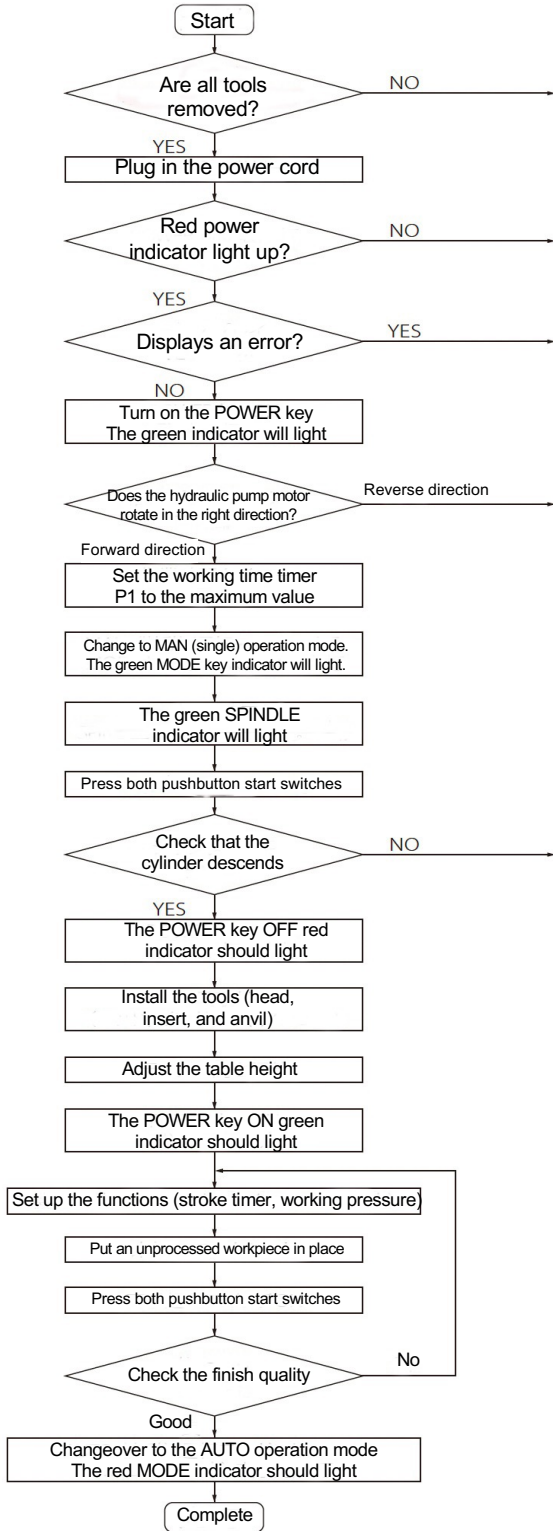 Start
Are all tools
removed?
NO
YES
Plug in the power cord
Red power
indicator light up?
NO
YES
Displays an error?
YES
NO
Turn on the POWER key
The green indicator will light
Does the hydraulic pump motor
rotate in the right direction?
Reverse direction
Forward direction
Set the working time timer
P1 to the maximum value
Change to MAN (single) operation mode.
The green MODE key indicator will light.
The green SPINDLE
indicator will light
Press both pushbutton start switches
Check that the
cylinder descends
NO
YES
The POWER key OFF red
indicator should light
Install the tools (head,
insert, and anvil)
Adjust the table height
The POWER key ON green
indicator should light
Set up the functions (stroke timer, working pressure)
Put an unprocessed workpiece in place
Press both pushbutton start switches
Check the finish quality
No
Good
Changeover to the AUTO operation mode
The red MODE indicator should light
Complete